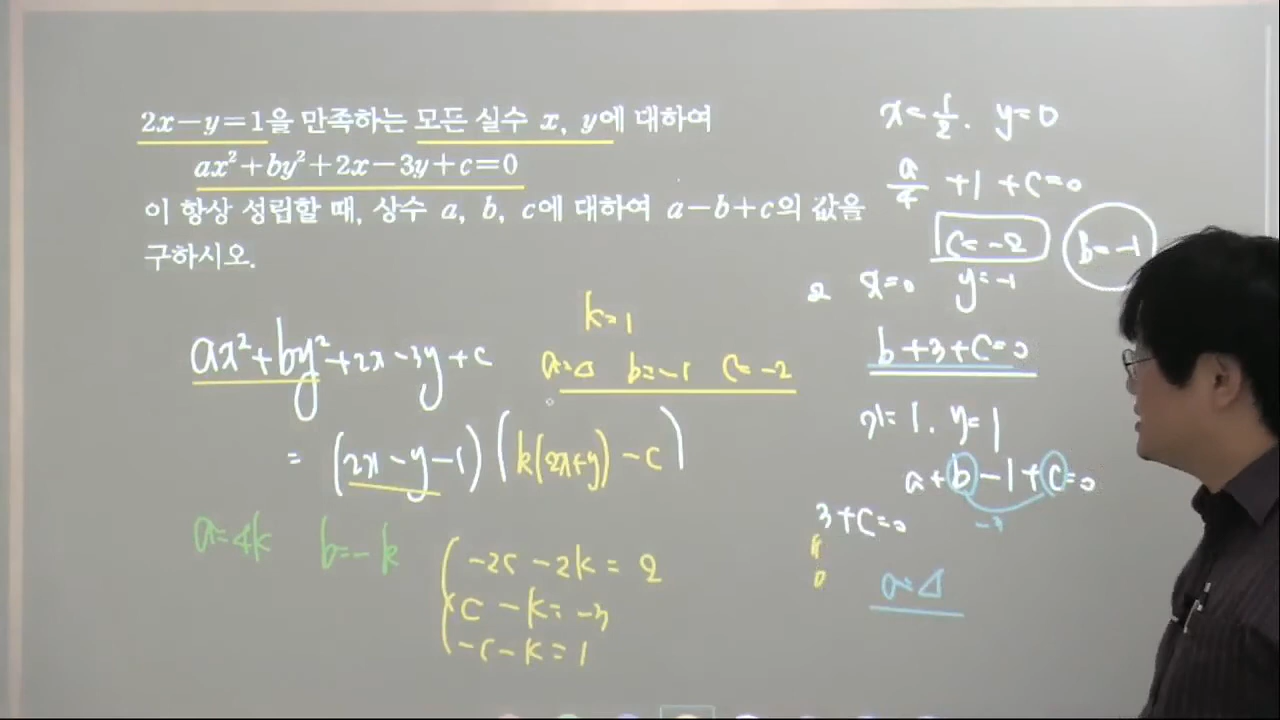 2x−y=1을 만족하는 모든 실수 x, y에 대하여
ax²+by²+2x−3y+c=0
이 항상 성립할 때, 상수 a, b, c에 대하여 a−b+c의 값을
구하시오.
ax²+by²+2x−3y+c
= (2x−y−1)(k(2x+y)−c)
a=4k b=−k
−2c−2k=2
c−k=−3
−c−k=1
k=1
a=4 b=−1 c=−2
x=1/2. y=0
a/4 +1+c=0
c=−2 b=−1
x=0 y=−1
b+3+c=0
x=1. y=1
a+b−1+c=0
−3
3+c=0
a=4